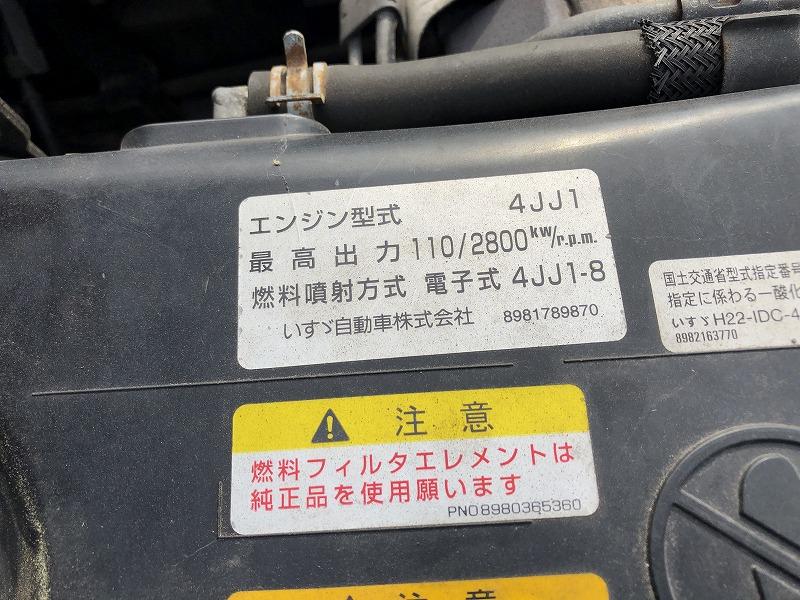 エンジン型式 4JJ1
最高出力 110/2800kw/r.p.m.
燃料噴射方式 電子式 4JJ1-8
いすゞ自動車株式会社 8981789870
国土交通省型式指定番号
指定に係わる一酸化
いすゞH22-IDC-4
8982163770
注意
燃料フィルタエレメントは
純正品を使用願います
PNO8980365360
注意